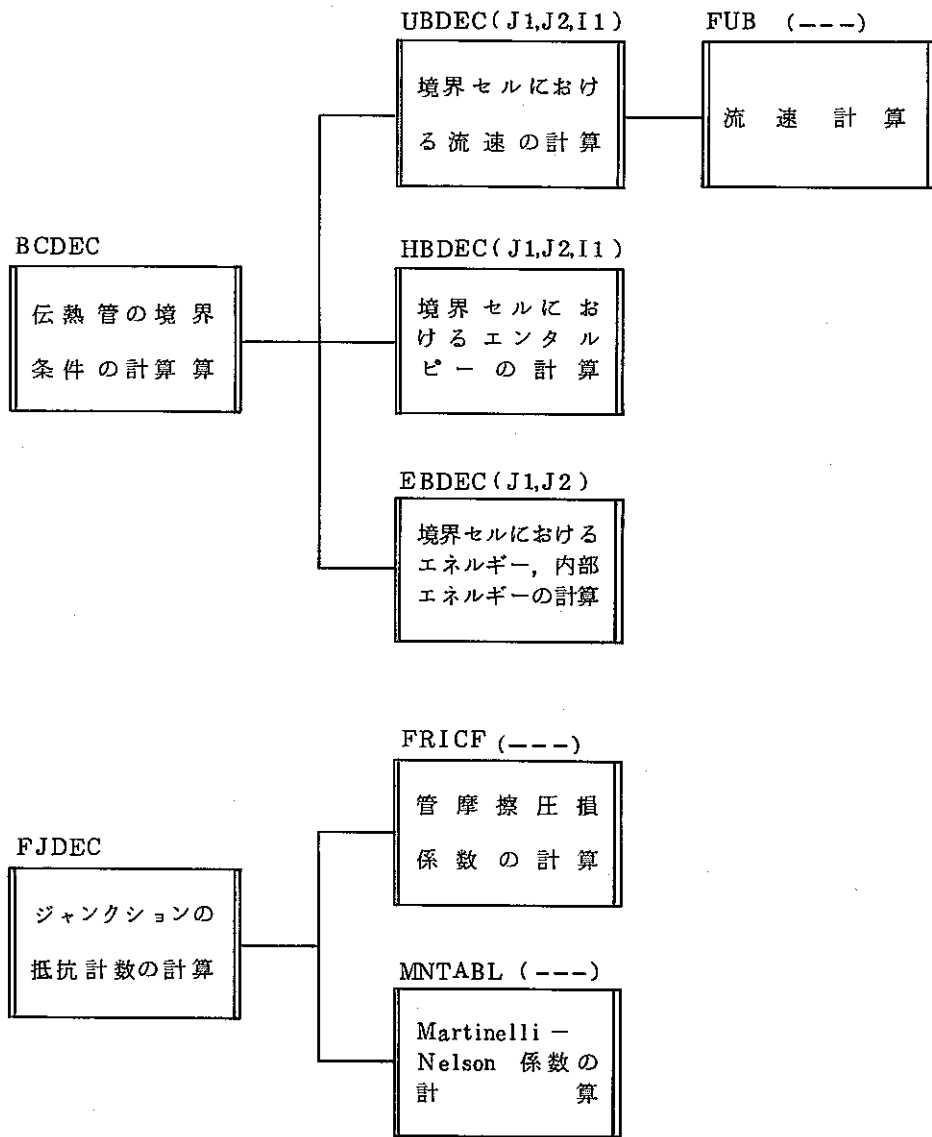 UBDEC(J1,J2,I1)
境界セルにおけ
る流速の計算
FUB (---)
流速計算
BCDEC
伝熱管の境界
条件の計算算
HBDEC(J1,J2,I1)
境界セルにお
けるエンタル
ピーの計算
EBDEC(J1,J2)
境界セルにおける
エネルギー，内部
エネルギーの計算
FJDEC
ジャンクションの
抵抗計数の計算
FRICF (---)
管摩擦圧損
係数の計算
MNTABL (---)
Martinelli-
Nelson 係数の
計算